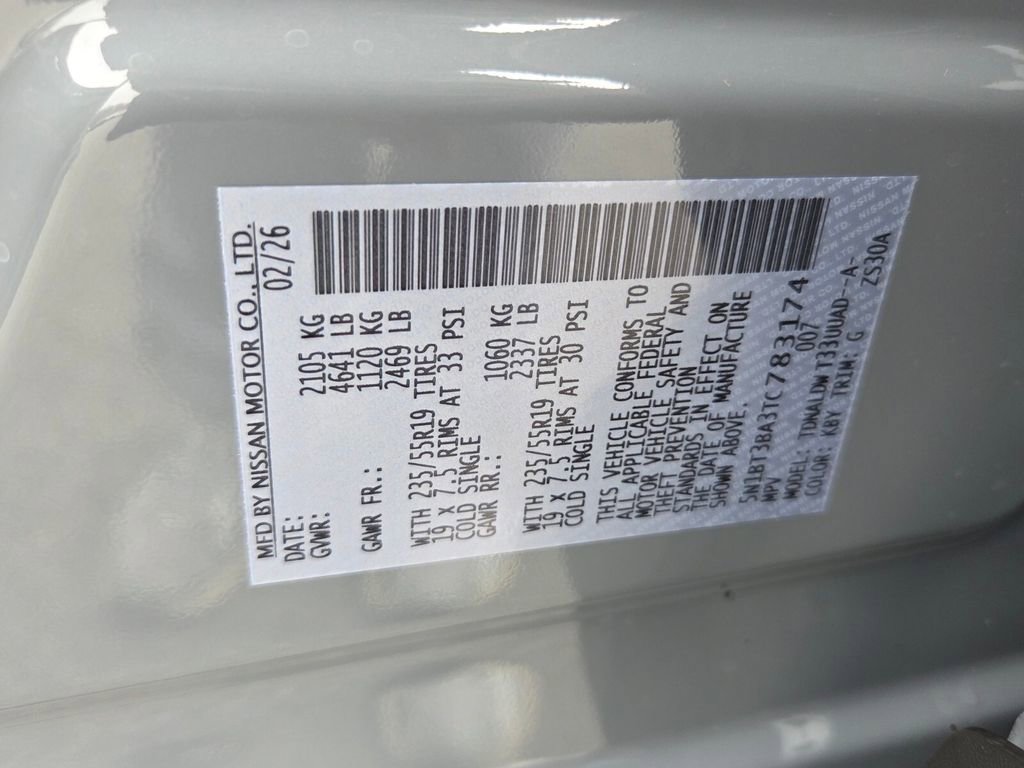 MFD BY NISSAN MOTOR CO., LTD.
DATE: 02/26
GVWR: 2105 KG
4641 LB
GAWR FR.: 1120 KG
2469 LB
WITH 235/55R19 TIRES
19 X 7.5 RIMS AT 33 PSI
COLD SINGLE
GAWR RR.: 1060 KG
2337 LB
WITH 235/55R19 TIRES
19 X 7.5 RIMS AT 30 PSI
COLD SINGLE
THIS VEHICLE CONFORMS TO
ALL APPLICABLE FEDERAL
MOTOR VEHICLE SAFETY AND
THEFT PREVENTION
STANDARDS IN EFFECT ON
THE DATE OF MANUFACTURE
SHOWN ABOVE.
5N1BT3BA3TC783174
MPV 007
MODEL: TDMALDW T33UUAD--A-
COLOR: KBY TRIM: G ZS30A